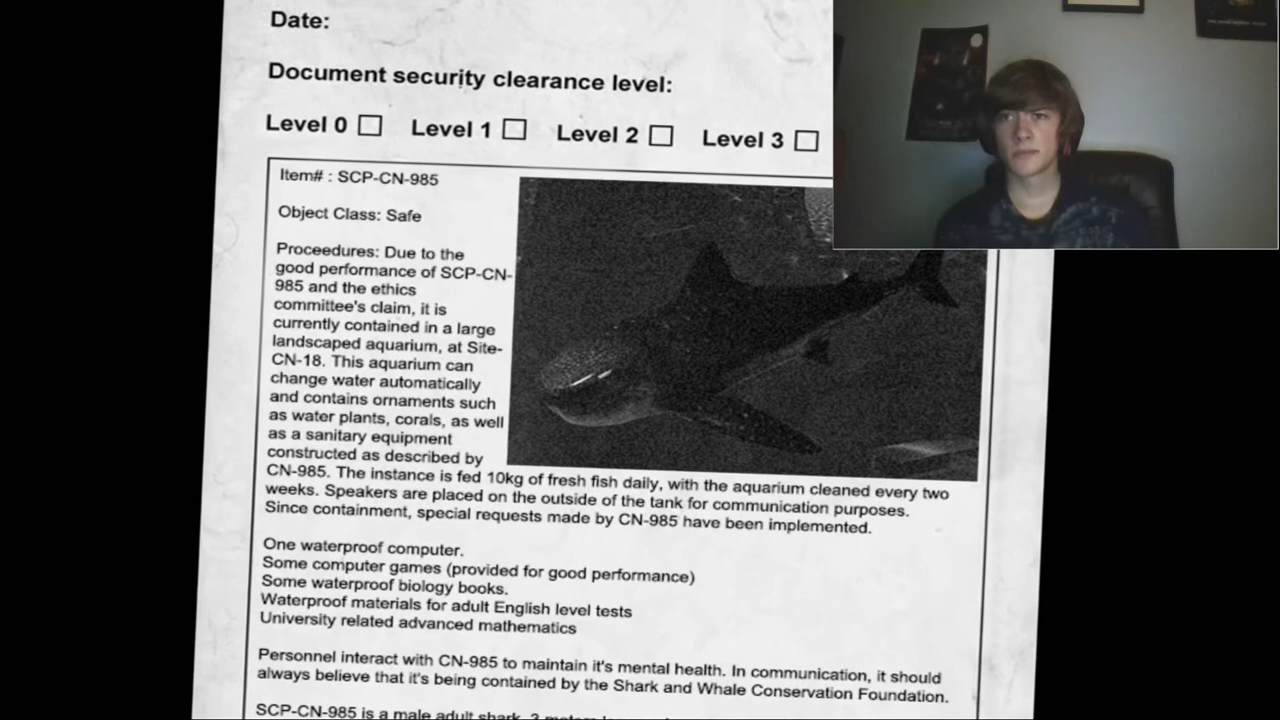 Date:
Document security clearance level:
Level 0 Level 1 Level 2 Level 3
Item# : SCP-CN-985
Object Class: Safe
Proceedures: Due to the
good performance of SCP-CN-
985 and the ethics
committee's claim, it is
currently contained in a large
landscaped aquarium, at Site-
CN-18. This aquarium can
change water automatically
and contains ornaments such
as water plants, corals, as well
as a sanitary equipment
constructed as described by
CN-985. The instance is fed 10kg of fresh fish daily, with the aquarium cleaned every two
weeks. Speakers are placed on the outside of the tank for communication purposes.
Since containment, special requests made by CN-985 have been implemented.
One waterproof computer.
Some computer games (provided for good performance)
Some waterproof biology books.
Waterproof materials for adult English level tests
University related advanced mathematics
Personnel interact with CN-985 to maintain it's mental health. In communication, it should
always believe that it's being contained by the Shark and Whale Conservation Foundation.
SCP-CN-985 is a male adult shark, 3